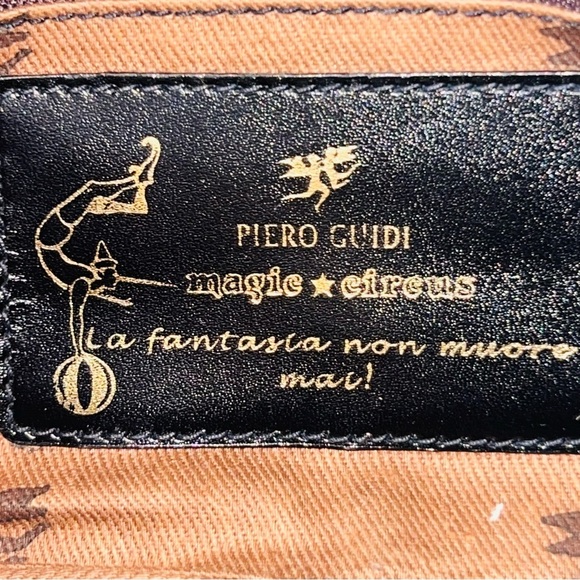 PIERO GUIDI
magic★circus
La fantasia non muore
mai!